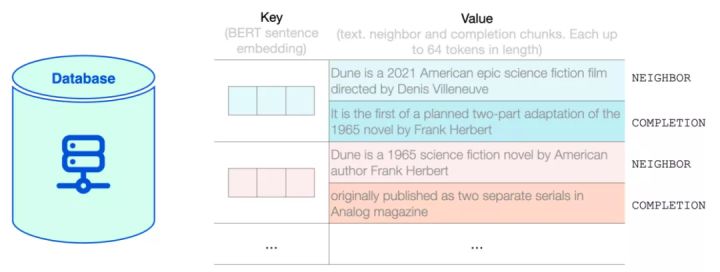 Database
Key
(BERT sentence
embedding)
Value
(text. neighbor and completion chunks. Each up
to 64 tokens in length)
Dune is a 2021 American epic science fiction film
directed by Denis Villeneuve
NEIGHBOR
It is the first of a planned two-part adaptation of the
1965 novel by Frank Herbert
COMPLETION
Dune is a 1965 science fiction novel by American
author Frank Herbert
NEIGHBOR
originally published as two separate serials in
Analog magazine
COMPLETION
...
...